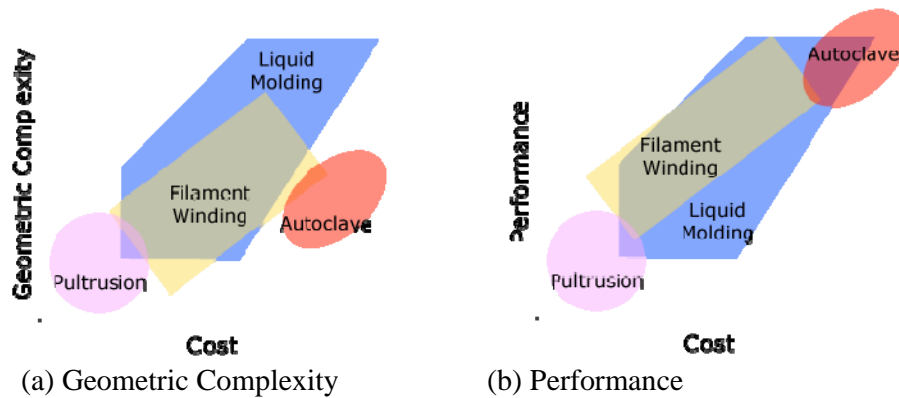 Geometric Complexity
Liquid
Molding
Filament
Winding
Autoclave
Pultrusion
Cost
(a) Geometric Complexity
Performance
Autoclave
Filament
Winding
Liquid
Molding
Pultrusion
Cost
(b) Performance